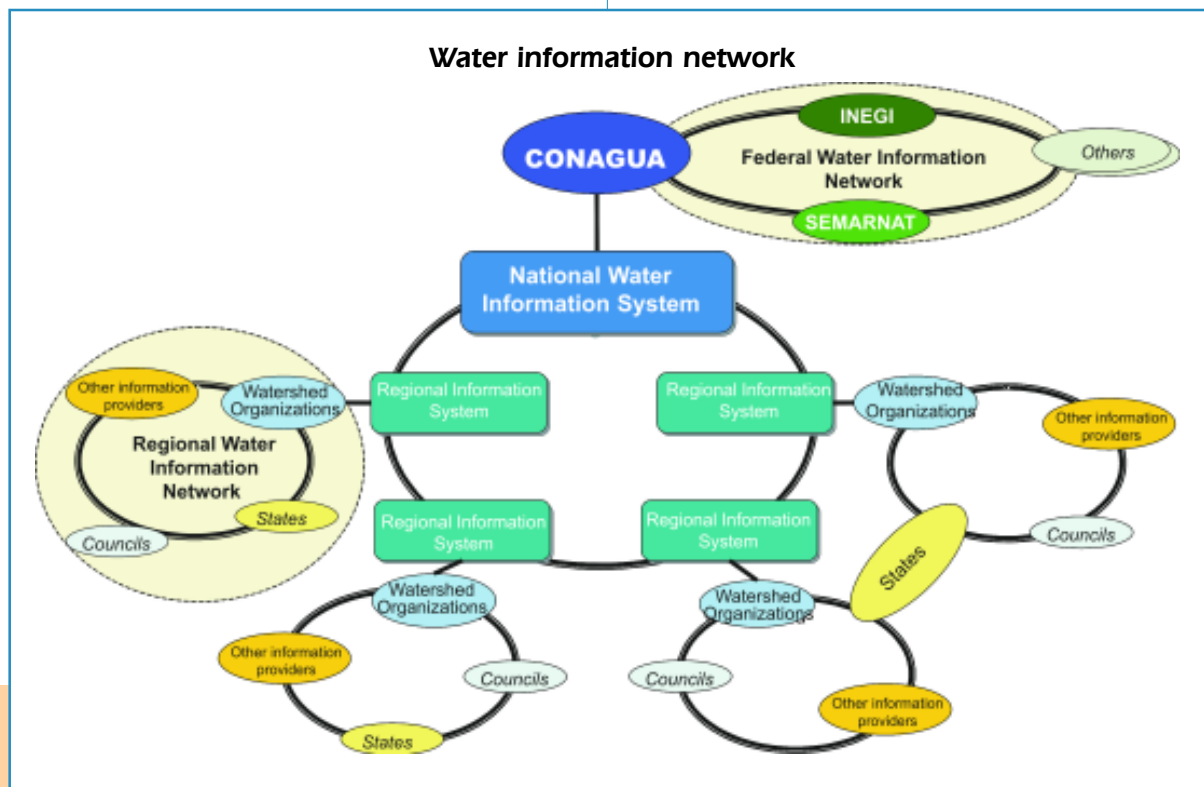 Water information network
INEGI
CONAGUA
Federal Water Information
Network
Others
SEMARNAT
National Water
Information System
Other information
providers
Watershed
Organizations
Regional Information
System
Regional Information
System
Watershed
Organizations
Other information
providers
Regional Water
Information
Network
States
Councils
Regional Information
System
Regional Information
System
Councils
States
Watershed
Organizations
Watershed
Organizations
Other information
providers
Councils
Councils
Other information
providers
States